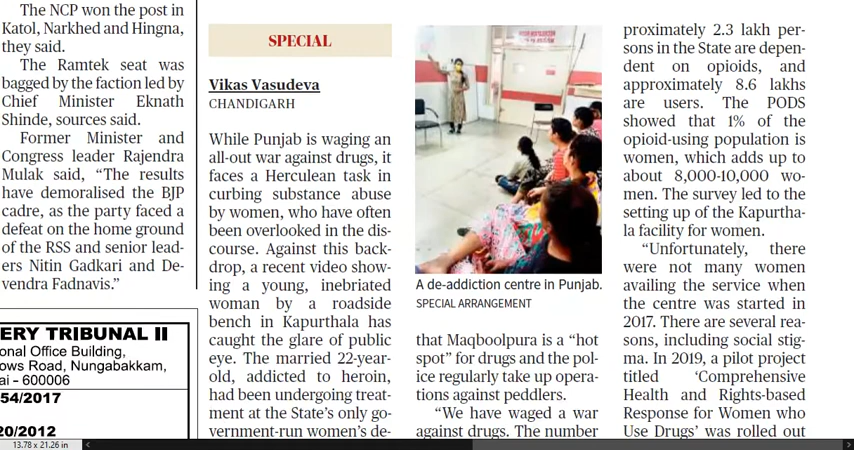 The NCP won the post in
Katol, Narkhed and Hingna,
they said.
The Ramtek seat was
bagged by the faction led by
Chief Minister Eknath
Shinde, sources said.
Former Minister and
Congress leader Rajendra
Mulak said, “The results
have demoralised the BJP
cadre, as the party faced a
defeat on the home ground
of the RSS and senior lead-
ers Nitin Gadkari and De-
vendra Fadnavis.”
ERY TRIBUNAL II
onal Office Building,
ows Road, Nungabakkam,
ai - 600006
54/2017
20/2012
SPECIAL
Vikas Vasudeva
CHANDIGARH
While Punjab is waging an
all-out war against drugs, it
faces a Herculean task in
curbing substance abuse
by women, who have often
been overlooked in the dis-
course. Against this back-
drop, a recent video show-
ing a young, inebriated
woman by a roadside
bench in Kapurthala has
caught the glare of public
eye. The married 22-year-
old, addicted to heroin,
had been undergoing treat-
ment at the State’s only go-
vernment-run women’s de-
A de-addiction centre in Punjab.
SPECIAL ARRANGEMENT
that Maqboolpura is a “hot
spot” for drugs and the pol-
ice regularly take up opera-
tions against peddlers.
“We have waged a war
against drugs. The number
proximately 2.3 lakh per-
sons in the State are depen-
dent on opioids, and
approximately 8.6 lakhs
are users. The PODS
showed that 1% of the
opioid-using population is
women, which adds up to
about 8,000-10,000 wo-
men. The survey led to the
setting up of the Kapurtha-
la facility for women.
“Unfortunately, there
were not many women
availing the service when
the centre was started in
2017. There are several rea-
sons, including social stig-
ma. In 2019, a pilot project
titled ‘Comprehensive
Health and Rights-based
Response for Women who
Use Drugs’ was rolled out
13.78 x 21.26 in